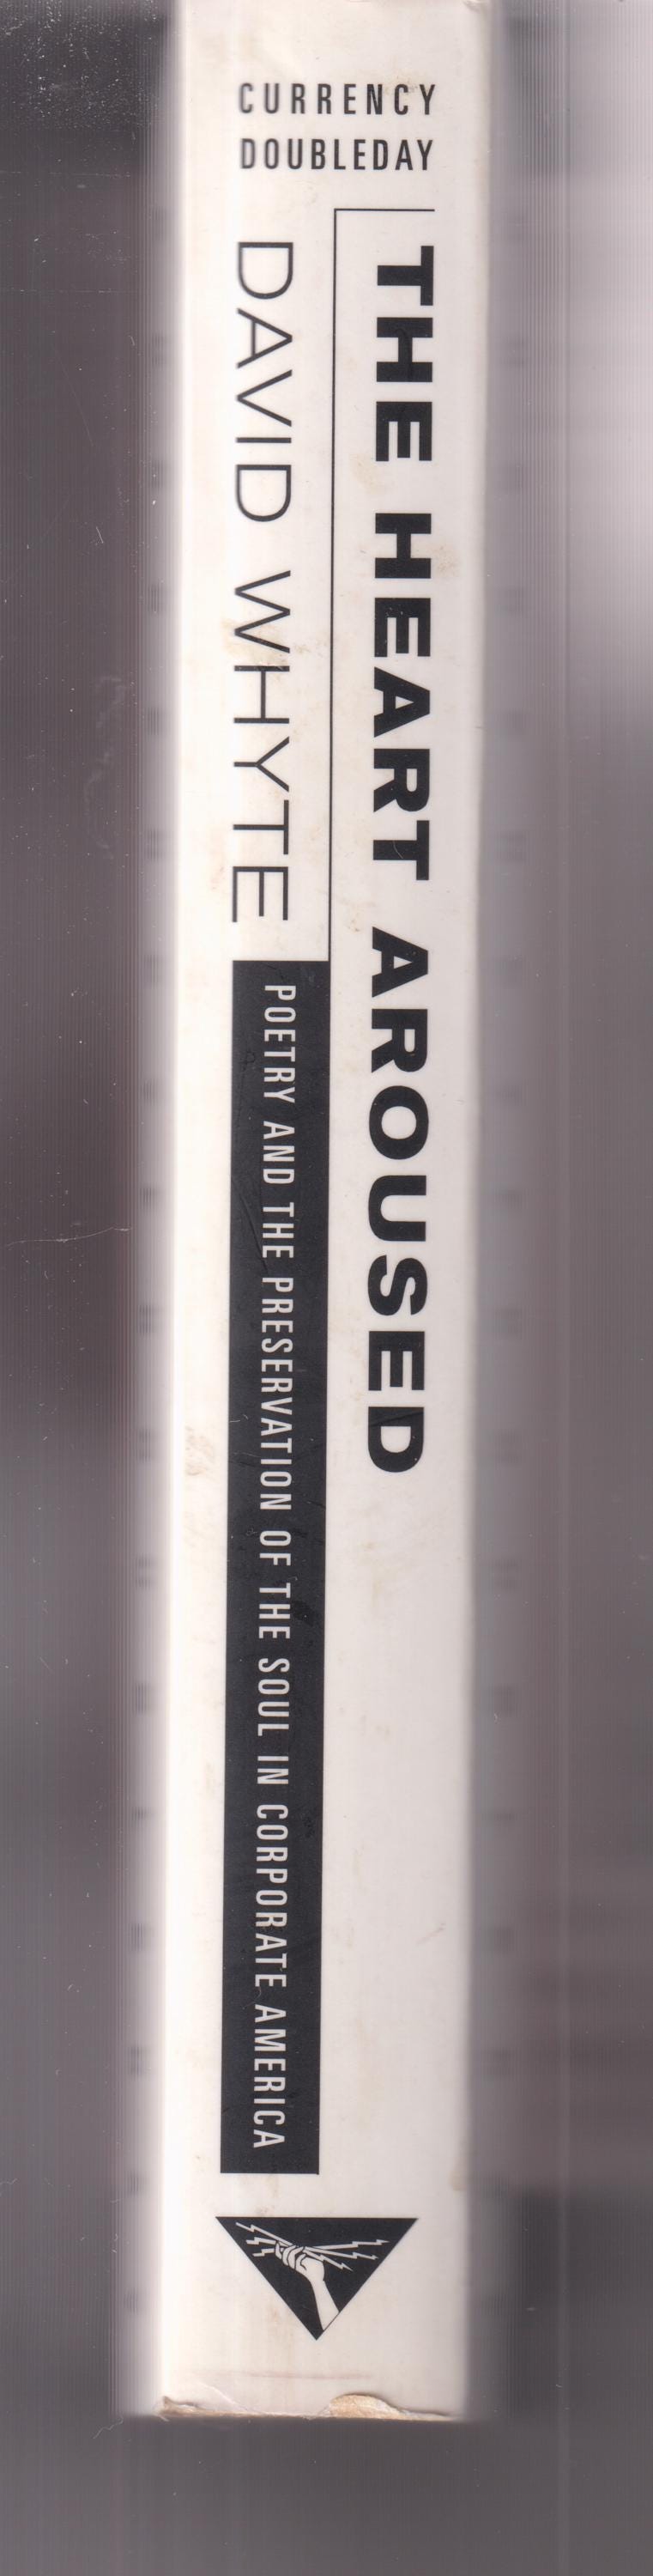 CURRENCY
DOUBLEDAY
THE HEART AROUSED
DAVID WHYTE
POETRY AND THE PRESERVATION OF THE SOUL IN CORPORATE AMERICA